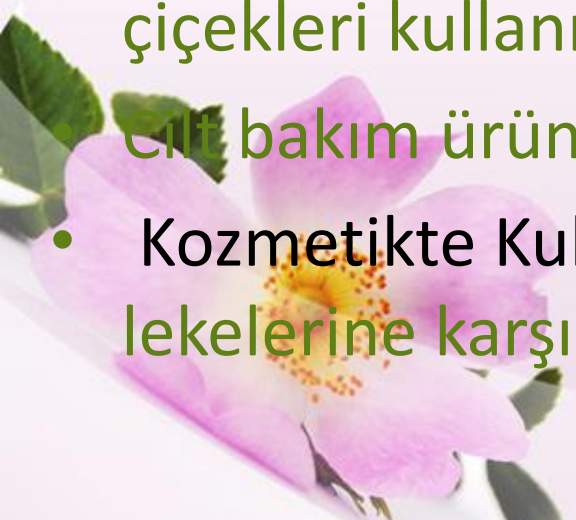 çiçekleri kullanı
• Cilt bakım ürün
• Kozmetikte Kul
lekelerine karşı